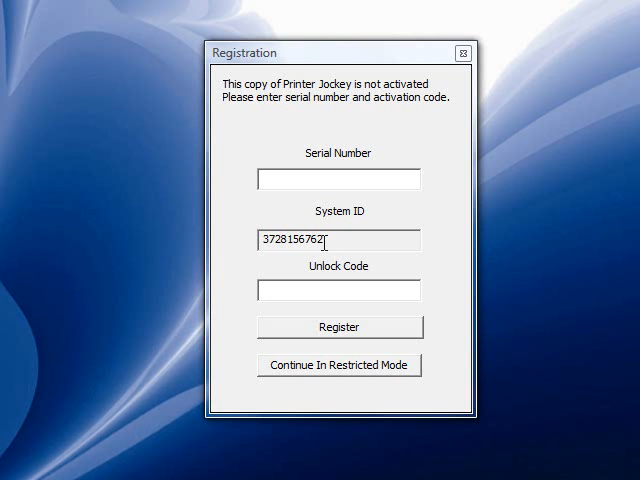 Registration
This copy of Printer Jockey is not activated
Please enter serial number and activation code.
Serial Number
System ID
3728156762
Unlock Code
Register
Continue In Restricted Mode